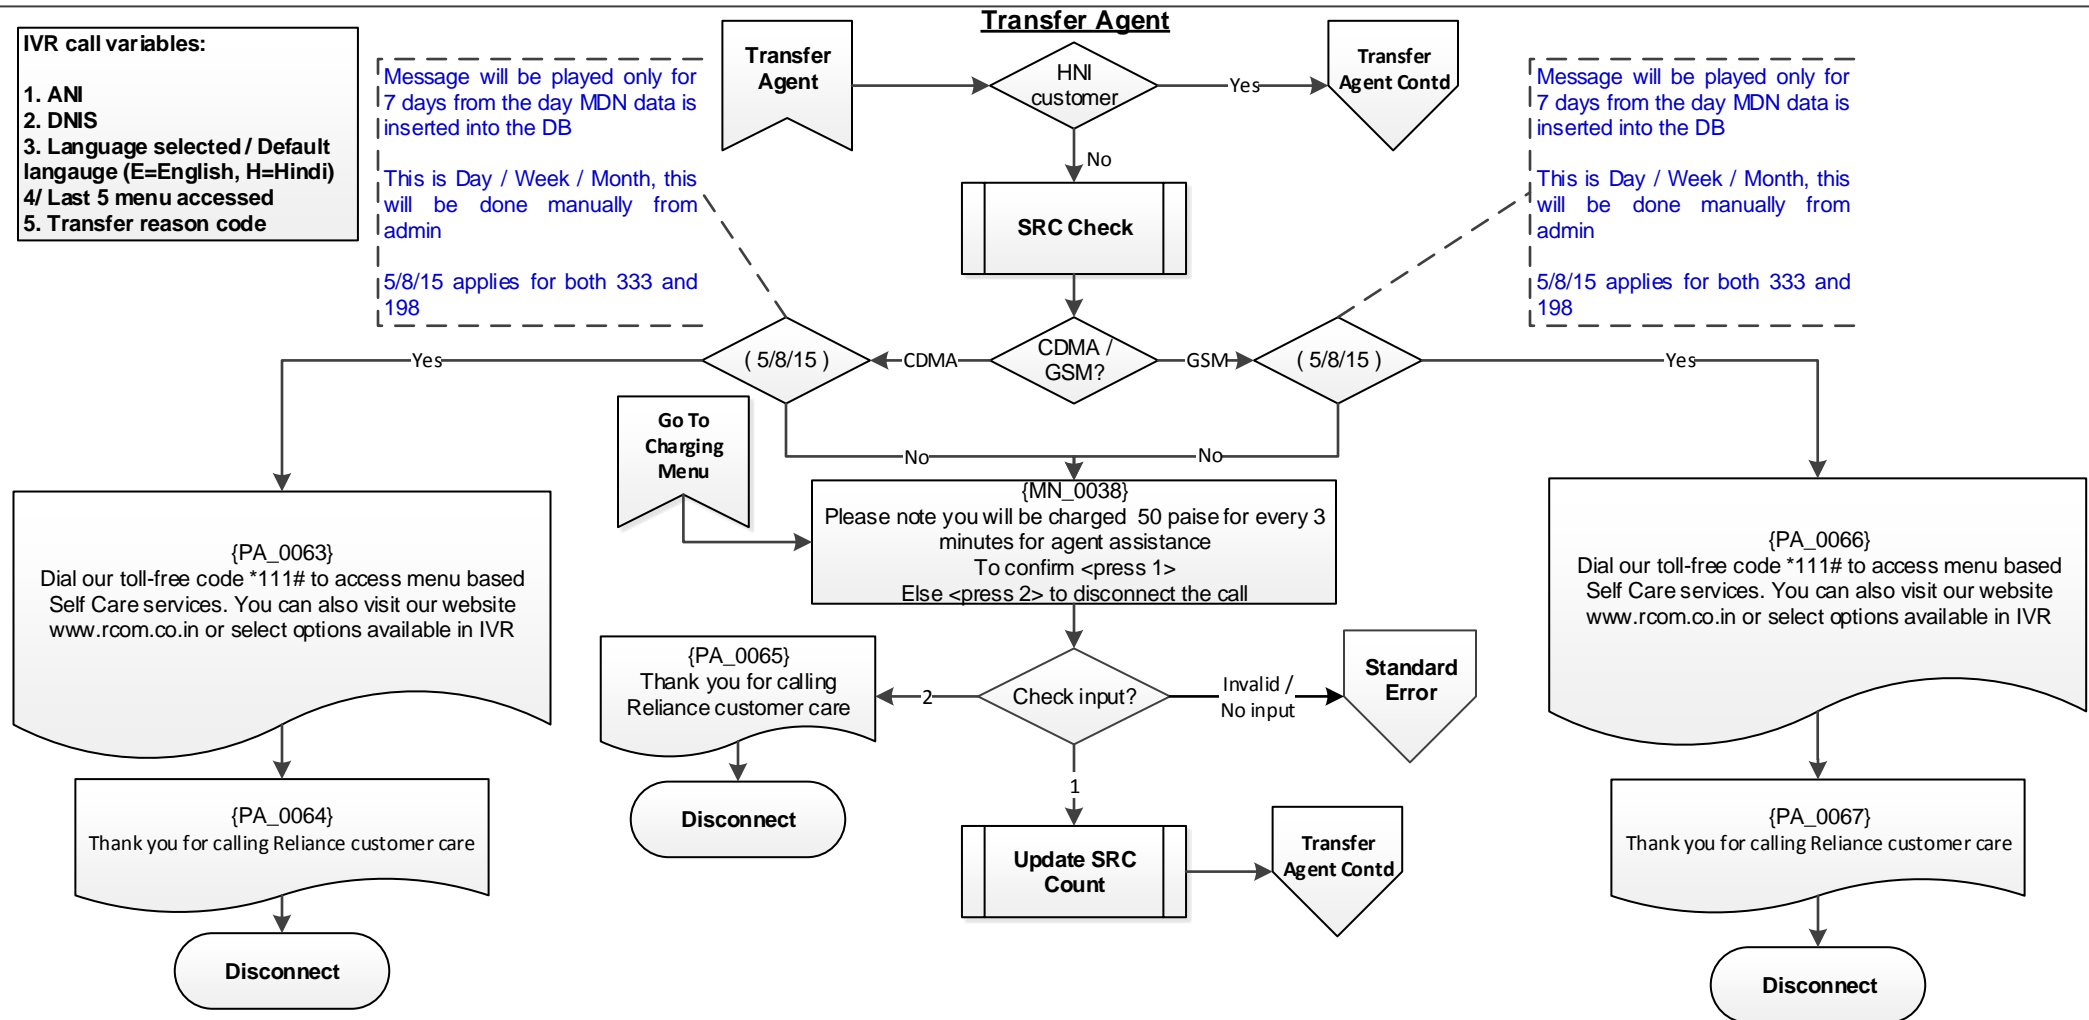 Transfer Agent
IVR call variables:
1. ANI
2. DNIS
3. Language selected / Default
langauge (E=English, H=Hindi)
4/ Last 5 menu accessed
5. Transfer reason code
Message will be played only for
7 days from the day MDN data is
inserted into the DB
This is Day / Week / Month, this
will be done manually from
admin
5/8/15 applies for both 333 and
198
Transfer
Agent
HNI
customer
Yes
Transfer
Agent Contd
Message will be played only for
7 days from the day MDN data is
inserted into the DB
This is Day / Week / Month, this
will be done manually from
admin
5/8/15 applies for both 333 and
198
No
SRC Check
Yes
( 5/8/15 )
CDMA
CDMA /
GSM?
GSM
( 5/8/15 )
Yes
Go To
Charging
Menu
No
No
{MN_0038}
Please note you will be charged 50 paise for every 3
minutes for agent assistance
To confirm <press 1>
Else <press 2> to disconnect the call
{PA_0063}
Dial our toll-free code *111# to access menu based
Self Care services. You can also visit our website
www.rcom.co.in or select options available in IVR
{PA_0066}
Dial our toll-free code *111# to access menu based
Self Care services. You can also visit our website
www.rcom.co.in or select options available in IVR
{PA_0065}
Thank you for calling
Reliance customer care
2
Check input?
Invalid /
No input
Standard
Error
1
Disconnect
{PA_0064}
Thank you for calling Reliance customer care
Update SRC
Count
Transfer
Agent Contd
{PA_0067}
Thank you for calling Reliance customer care
Disconnect
Disconnect